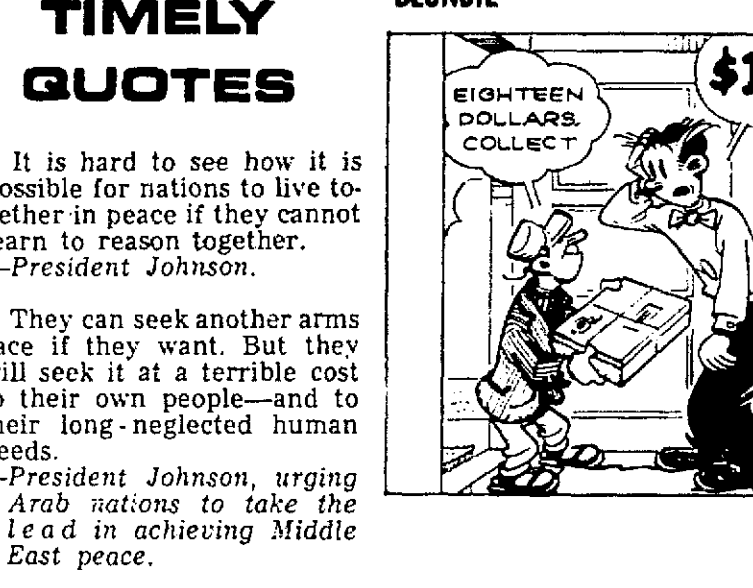 TIMELY
QUOTES
It is hard to see how it is
ossible for nations to live to-
ether in peace if they cannot
earn to reason together.
—President Johnson.
They can seek another arms
ace if they want. But they
ill seek it at a terrible cost
o their own people—and to
heir long-neglected human
eeds.
—President Johnson, urging
Arab nations to take the
lead in achieving Middle
East peace.
BLONDIE
EIGHTEEN
DOLLARS
COLLECT
$1